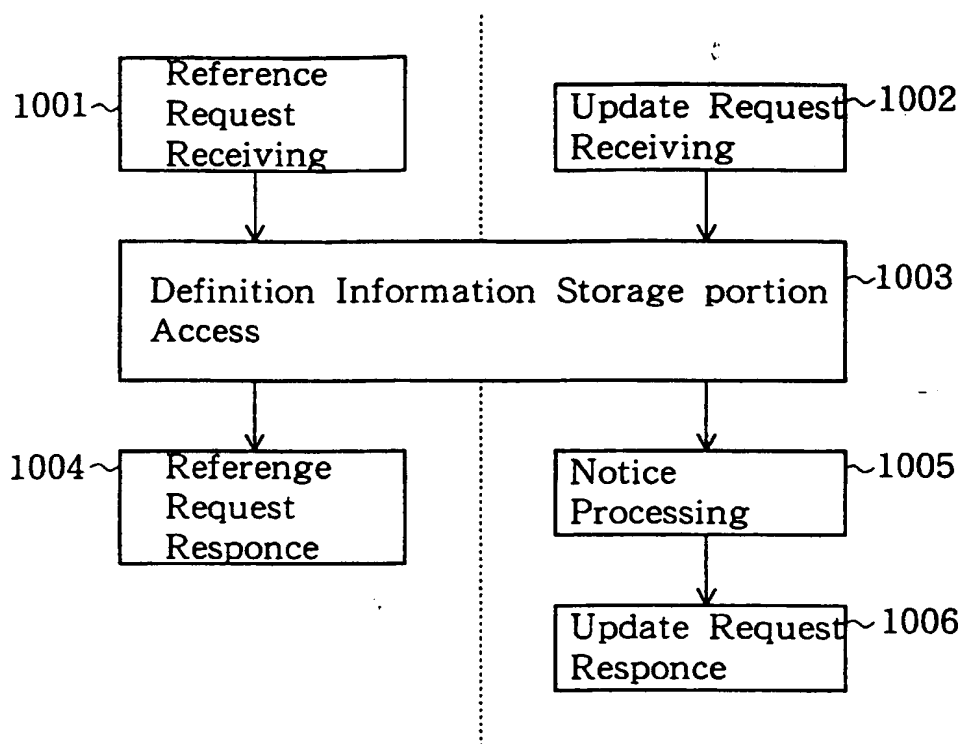 1001
Reference
Request
Receiving
Update Request
Receiving
1002
Definition Information Storage portion
Access
1003
1004
Referenge
Request
Responce
Notice
Processing
1005
Update Request
Responce
1006